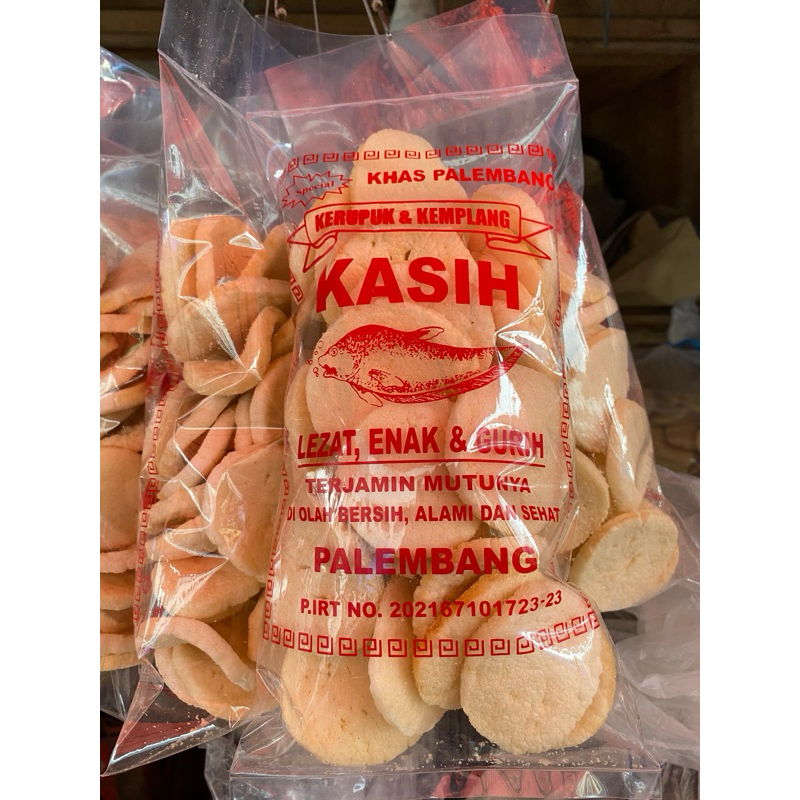 Special
KHAS PALEMBANG
KERUPUK & KEMPLANG
KASIH
LEZAT, ENAK & GURIH
TERJAMIN MUTUNYA
DI OLAH BERSIH, ALAMI DAN SEHAT
PALEMBANG
P.IRT NO. 202167101723-23